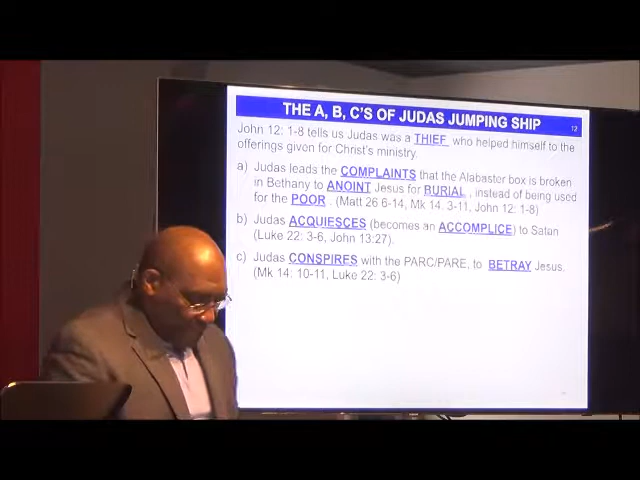 THE A, B, C'S OF JUDAS JUMPING SHIP
12
John 12: 1-8 tells us Judas was a THIEF who helped himself to the
offerings given for Christ's ministry.
a) Judas leads the COMPLAINTS that the Alabaster box is broken
in Bethany to ANOINT Jesus for BURIAL , instead of being used
for the POOR . (Matt 26 6-14, Mk 14. 3-11, John 12: 1-8)
b) Judas ACQUIESCES (becomes an ACCOMPLICE) to Satan
(Luke 22: 3-6, John 13:27).
c) Judas CONSPIRES with the PARC/PARE, to BETRAY Jesus.
(Mk 14: 10-11, Luke 22: 3-6)